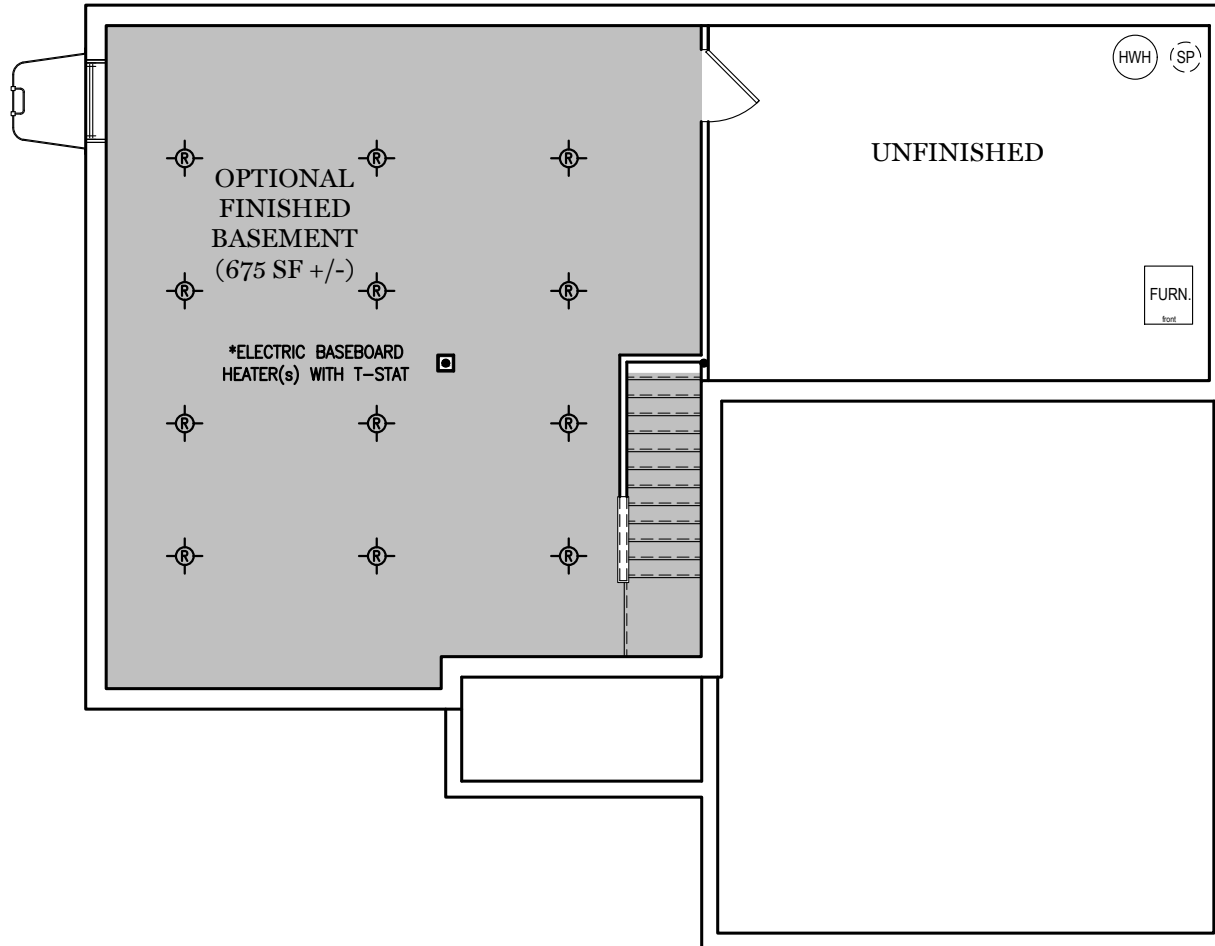 HWH
SP
UNFINISHED
OPTIONAL
FINISHED
BASEMENT
(675 SF +/-)
FURN.
front
*ELECTRIC BASEBOARD
HEATER(s) WITH T-STAT
R
R
R
R
R
R
R
R
R
R
R
R